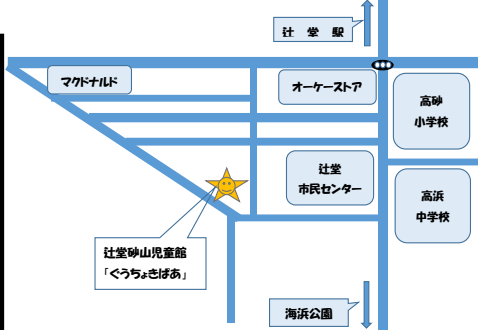 辻 堂 駅
マクドナルド
オーケーストア
高砂
小学校
辻堂
市民センター
高浜
中学校
辻堂砂山児童館
「ぐうちょきぱあ」
海浜公園